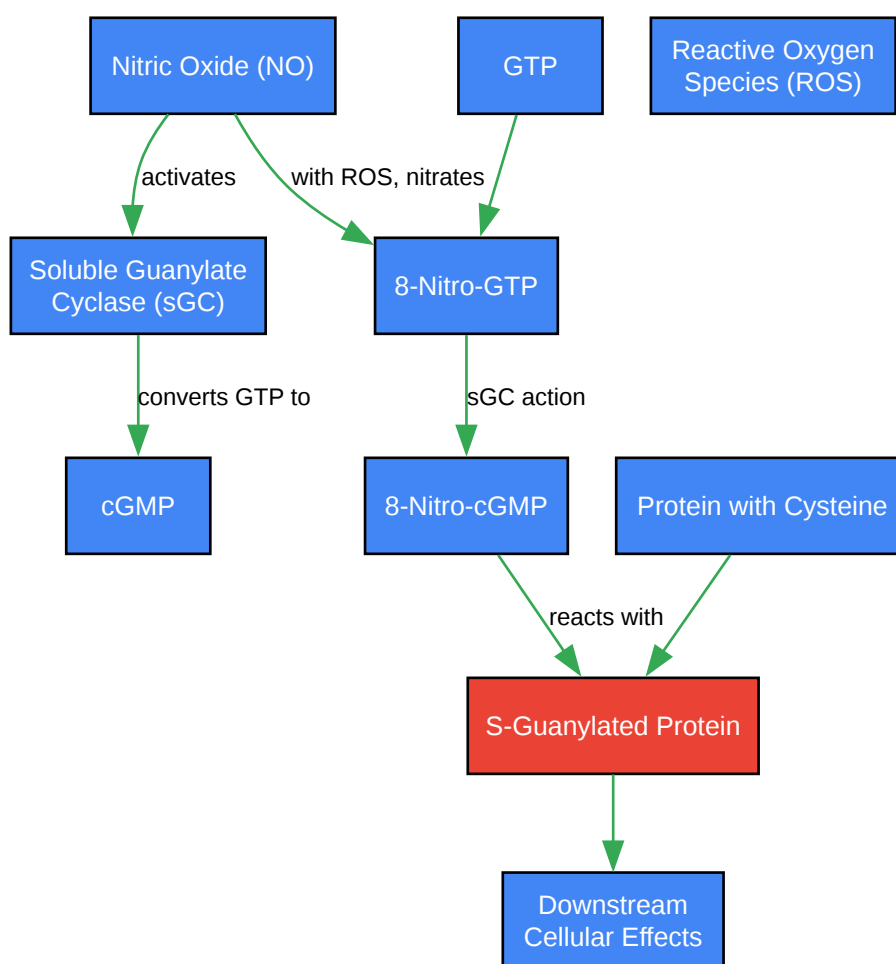 Nitric Oxide (NO)
GTP
Reactive Oxygen
Species (ROS)
activates
with ROS, nitrates
Soluble Guanylate
Cyclase (sGC)
8-Nitro-GTP
converts GTP to
sGC action
cGMP
8-Nitro-cGMP
Protein with Cysteine
reacts with
S-Guanylated Protein
Downstream
Cellular Effects